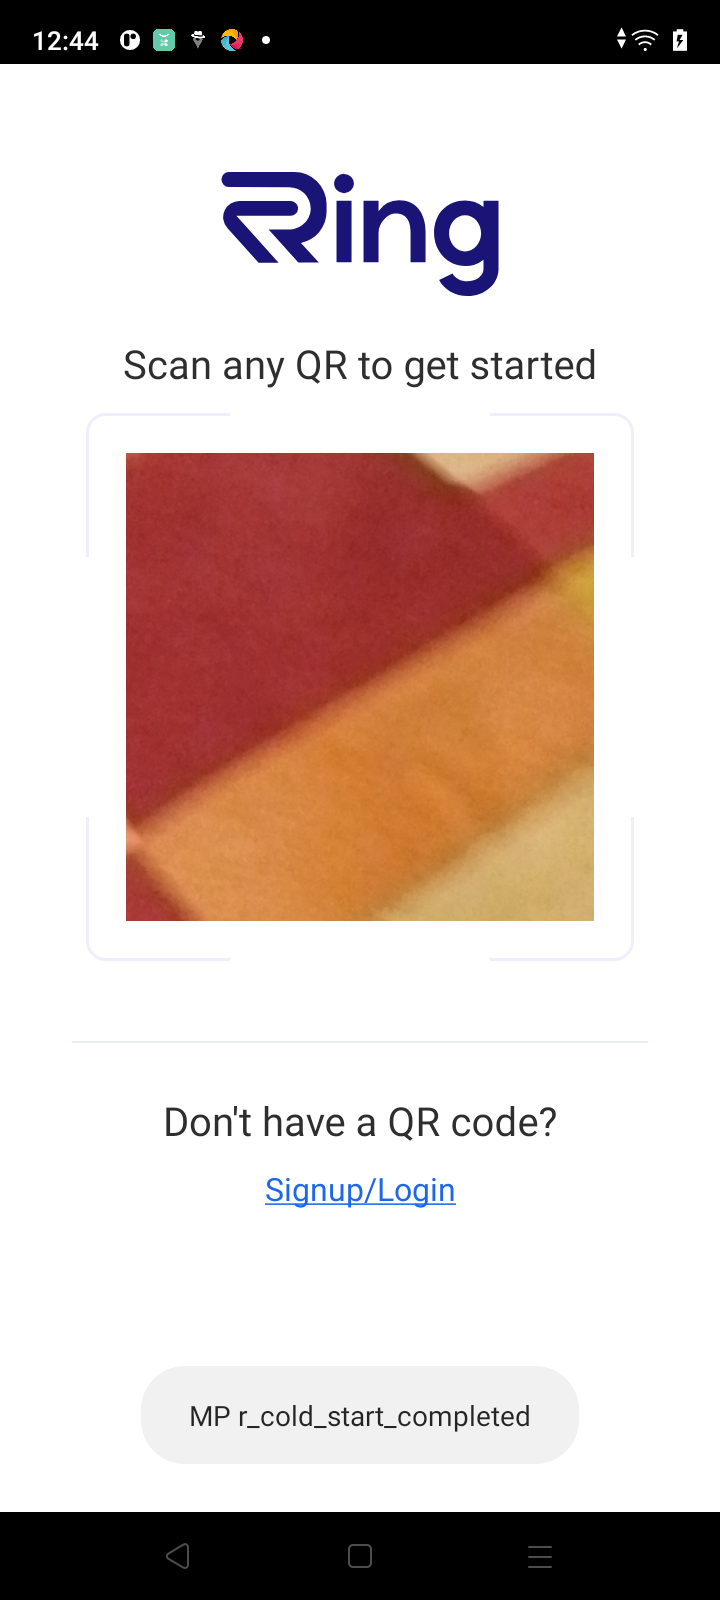 12:44
Ring
Scan any QR to get started
Don't have a QR code?
Signup/Login
MP r_cold_start_completed